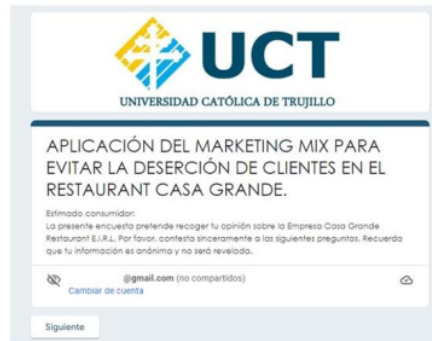 UCT
UNIVERSIDAD CATÓLICA DE TRUJILLO
APLICACIÓN DEL MARKETING MIX PARA
EVITAR LA DESERCIÓN DE CLIENTES EN EL
RESTAURANT CASA GRANDE.
Estimado consumidor:
La presente encuesta pretende recoger tu opinión sobre la Empresa Casa Grande
Restaurant E.I.R.L. Por favor, contesta sinceramente a las siguientes preguntas. Recuerda
que tu información es anónima y no será revelada.
@gmail.com (no compartidos)
Cambiar de cuenta
Siguiente